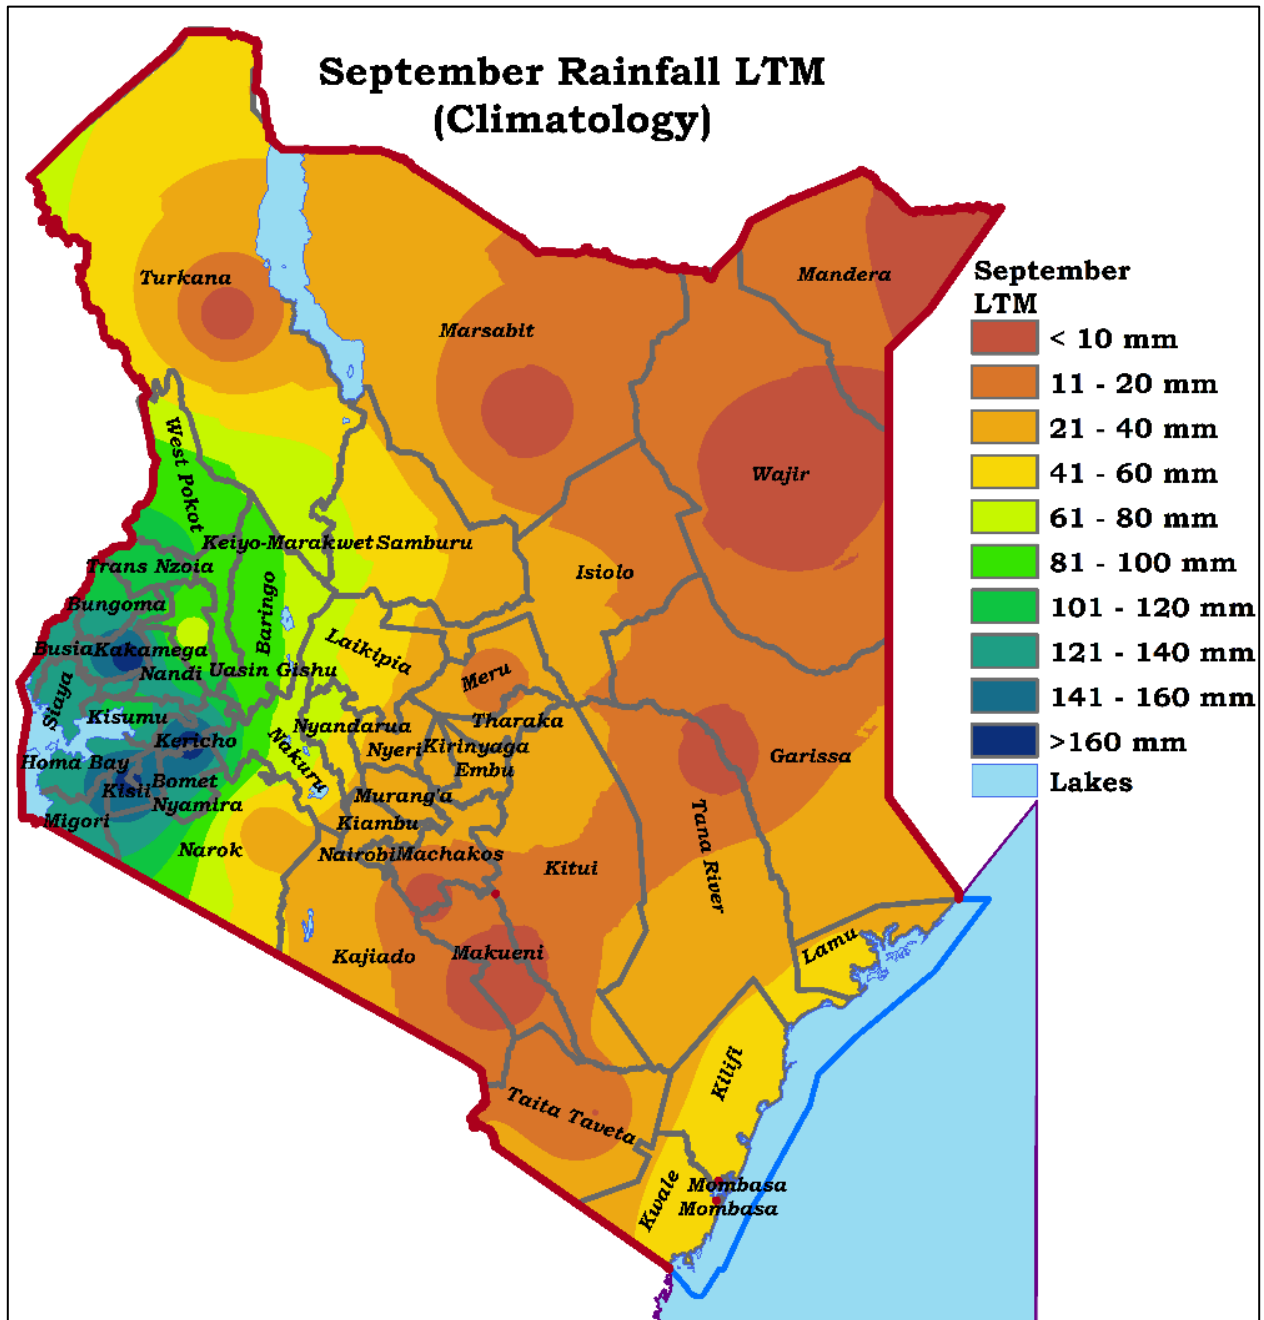 September Rainfall LTM
(Climatology)
September
LTM
< 10 mm
11 - 20 mm
21 - 40 mm
41 - 60 mm
61 - 80 mm
81 - 100 mm
101 - 120 mm
121 - 140 mm
141 - 160 mm
>160 mm
Lakes
Turkana
Mandera
Marsabit
Wajir
West Pokot
Keiyo-Marakwet
Samburu
Isiolo
Trans Nzoia
Baringo
Bungoma
Busia
Kakamega
Laikipia
Nandi
Uasin Gishu
Meru
Siaya
Kisumu
Nyandarua
Tharaka
Kericho
Nyeri
Kirinyaga
Garissa
Homa Bay
Nakuru
Embu
Bomet
Kisii
Nyamira
Murang'a
Migori
Kiambu
Narok
Nairobi
Machakos
Kitui
Tana River
Kajiado
Makueni
Lamu
Kilifi
Taita Taveta
Kwale
Mombasa
Mombasa